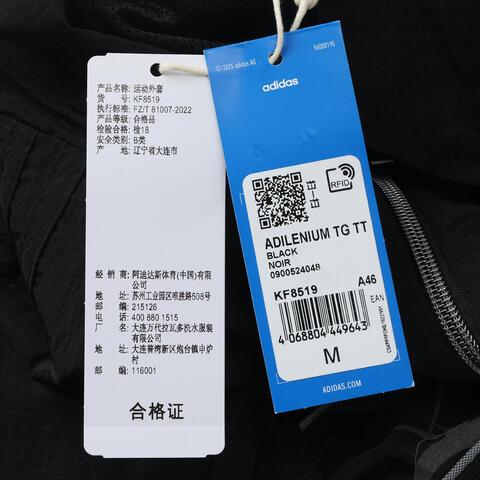 产品名称: 运动外套
货 号: KF8519
执行标准: FZ/T 81007-2022
产品等级: 合格品
检验合格: 检18
安全类别: B类
产 地: 辽宁省大连市
经 销 商: 阿迪达斯体育(中国)有限公司
地 址: 苏州工业园区唯胜路508号
邮 编: 215126
电 话: 400 880 1515
厂 名: 大连万代拉瓦多洗水服装有限公司
地 址: 大连普湾新区炮台镇中炉村
邮 编: 116001
合格证
© 2025 adidas AG
96000195
adidas
RFID
ADILENIUM TG TT
BLACK
NOIR
0900524048
KF8519
A46
EAN
4 068804 449643
M
ADIDAS.COM